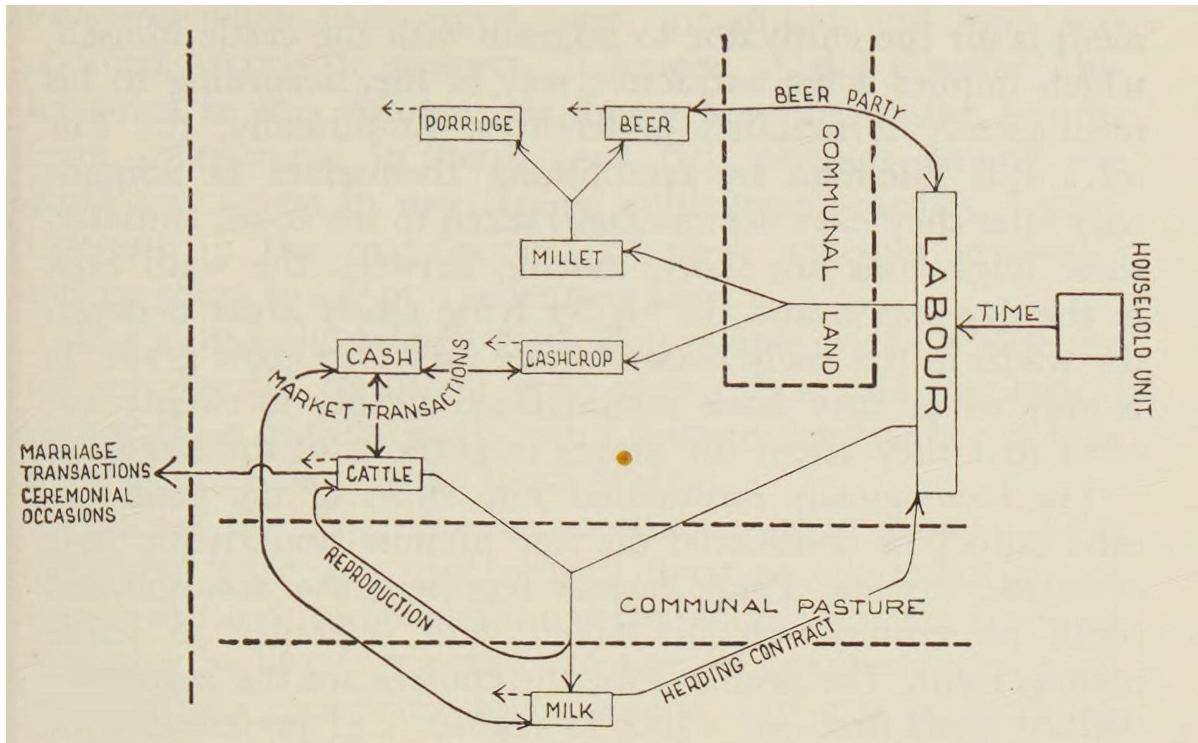 BEER PARTY
PORRIDGE
BEER
COMMUNAL LAND
MILLET
LABOUR
HOUSEHOLD UNIT
TIME
CASH
CASHCROP
MARKET TRANSACTIONS
MARRIAGE
TRANSACTIONS
CEREMONIAL
OCCASIONS
CATTLE
REPRODUCTION
COMMUNAL PASTURE
HERDING CONTRACT
MILK